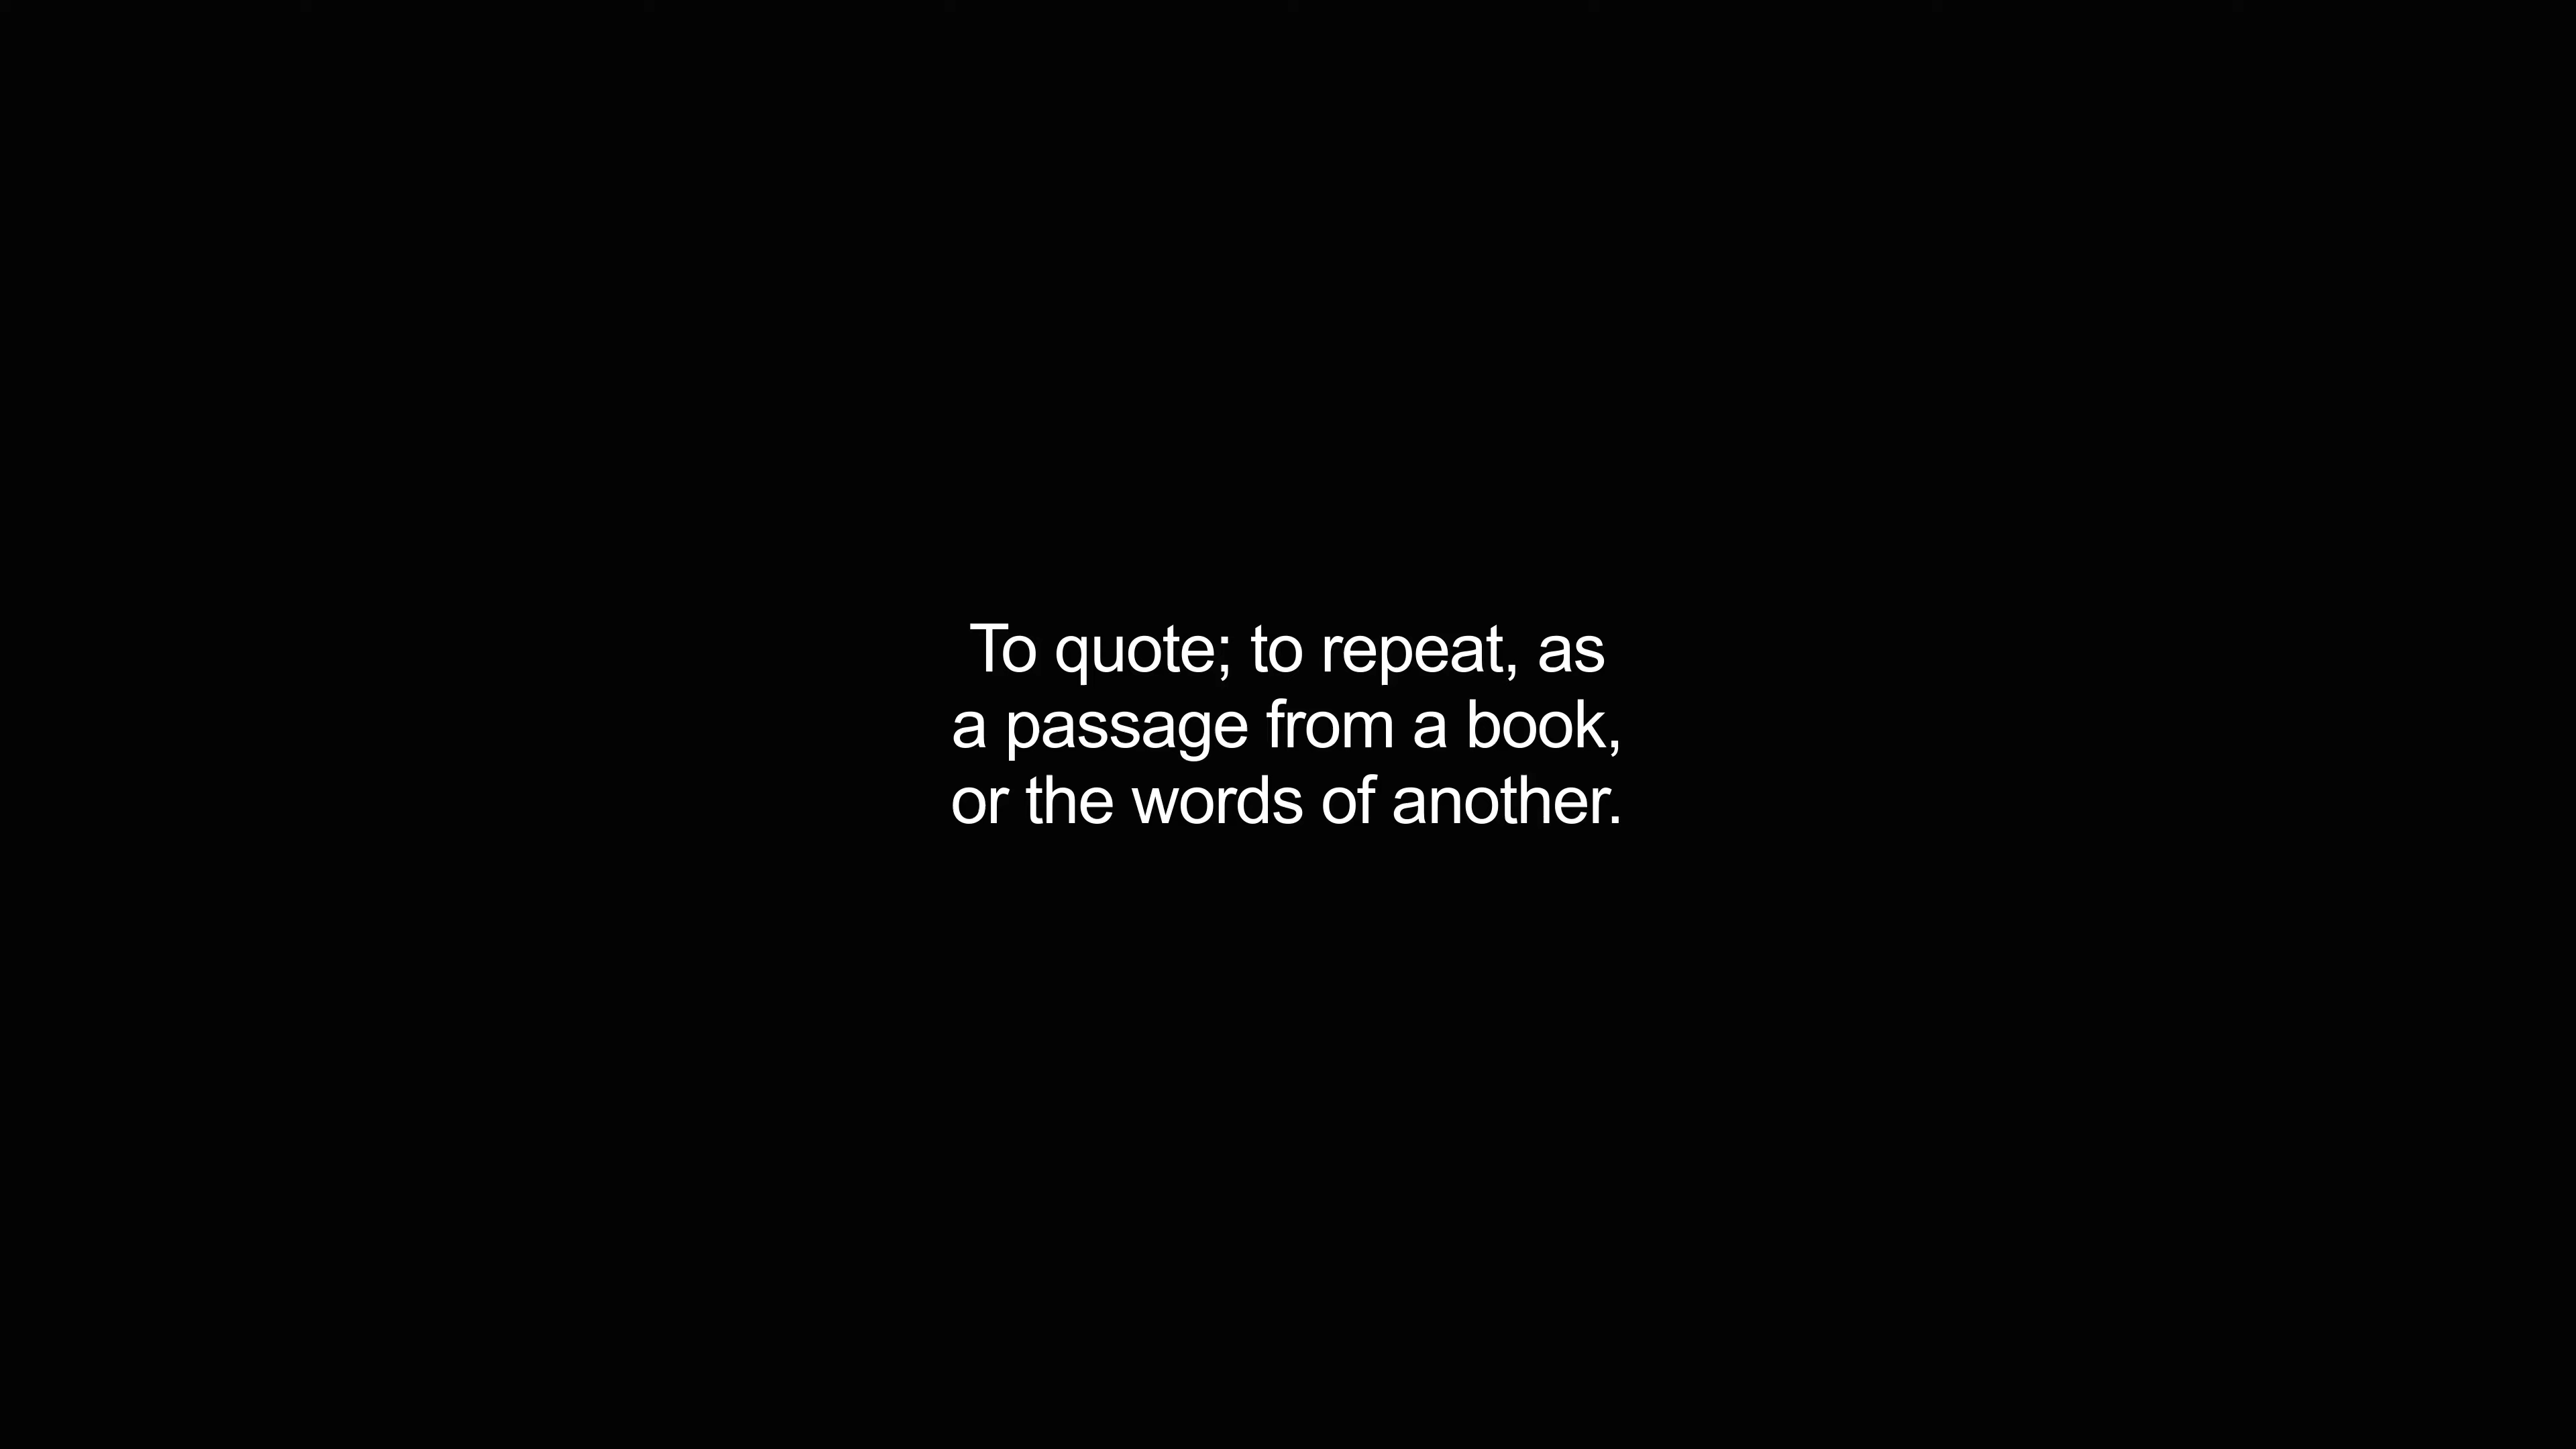 To quote; to repeat, as
a passage from a book,
or the words of another.